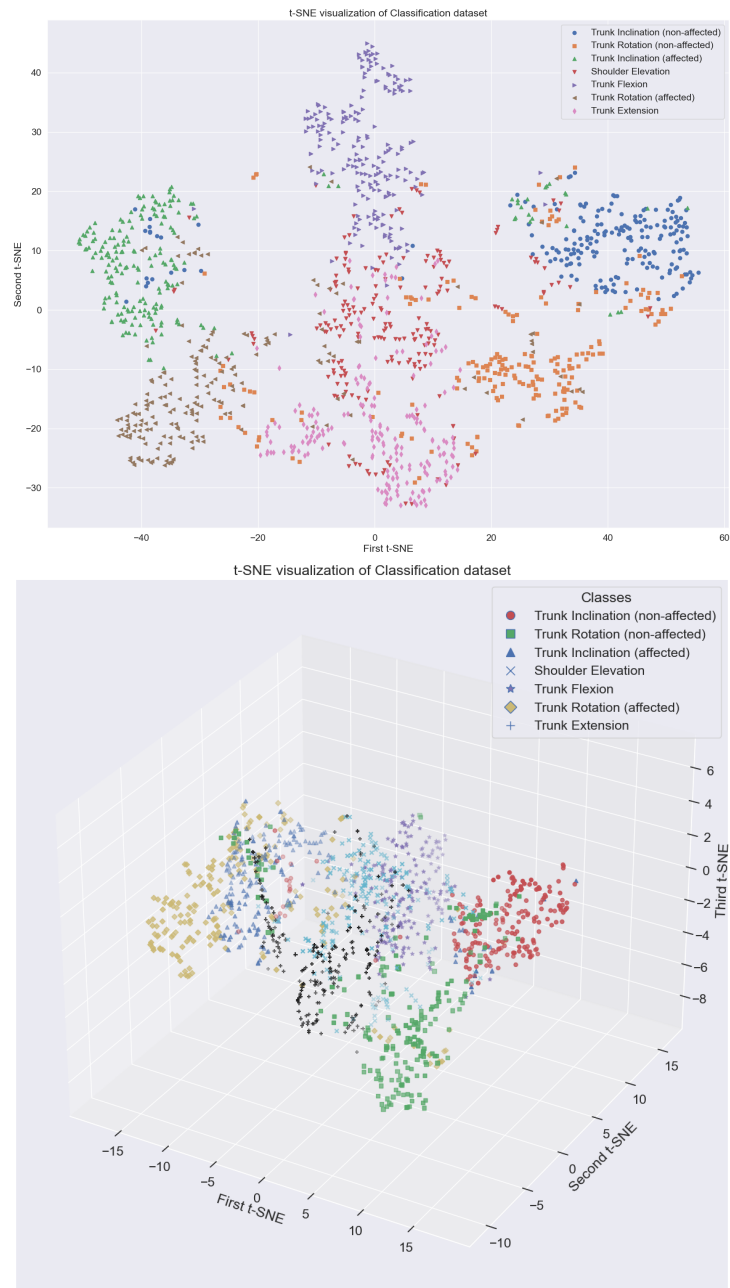 t-SNE visualization of Classification dataset
Trunk Inclination (non-affected)
Trunk Rotation (non-affected)
Trunk Inclination (affected)
Shoulder Elevation
Trunk Flexion
Trunk Rotation (affected)
Trunk Extension
40
30
20
10
0
−10
−20
−30
Second t-SNE
−40
−20
0
20
40
60
First t-SNE
t-SNE visualization of Classification dataset
Classes
Trunk Inclination (non-affected)
Trunk Rotation (non-affected)
Trunk Inclination (affected)
Shoulder Elevation
Trunk Flexion
Trunk Rotation (affected)
Trunk Extension
6
4
2
0
−2
−4
−6
−8
Third t-SNE
15
10
5
0
−5
−10
Second t-SNE
−15
−10
−5
0
5
10
15
First t-SNE